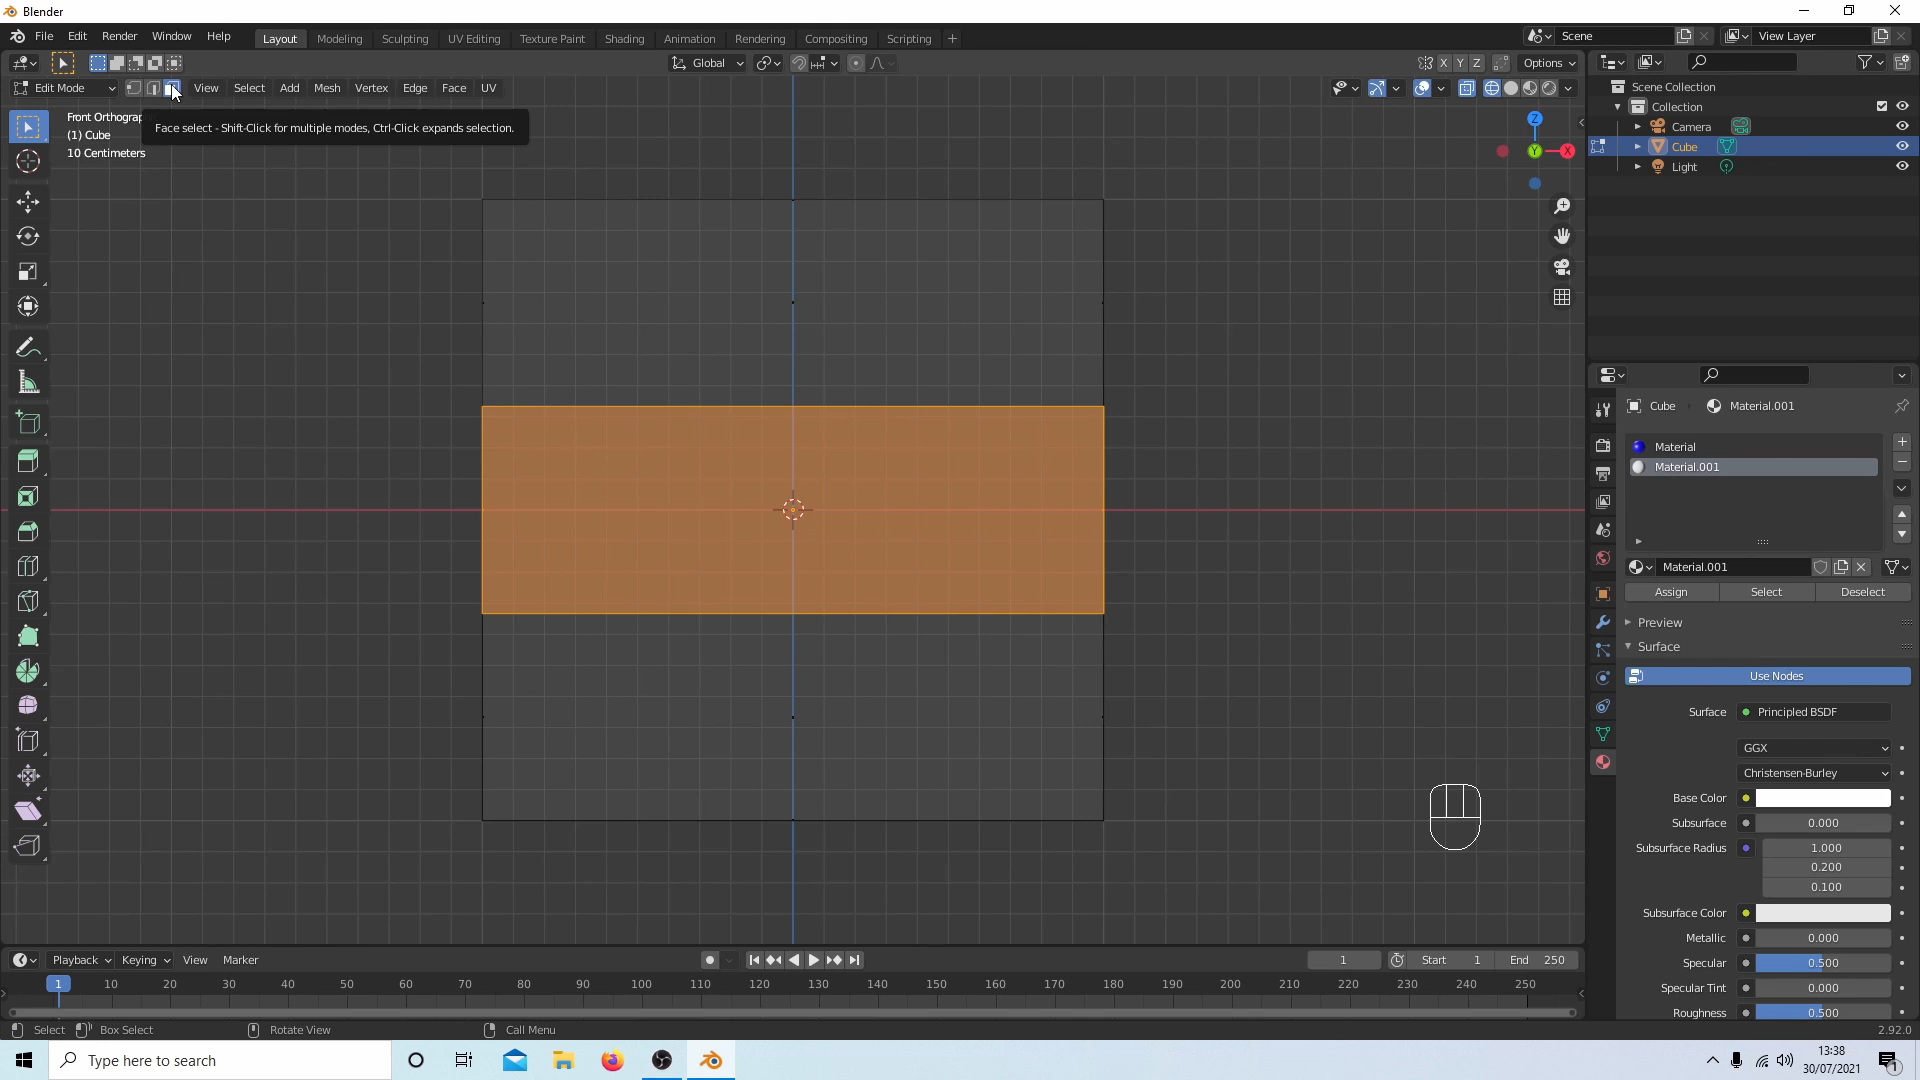 Blender
File Edit Render Window Help
Layout Modeling Sculpting UV Editing Texture Paint Shading Animation Rendering Compositing Scripting +
Scene
View Layer
Global
X Y Z
Options
Edit Mode
View Select Add Mesh Vertex Edge Face UV
Face select - Shift-Click for multiple modes, Ctrl-Click expands selection.
Front Orthograp
(1) Cube
10 Centimeters
Z
Y
X
Scene Collection
Collection
Camera
Cube
Light
Cube
Material.001
Material
Material.001
Material.001
Assign Select Deselect
Preview
Surface
Use Nodes
Surface Principled BSDF
GGX
Christensen-Burley
Base Color
Subsurface 0.000
Subsurface Radius 1.000
0.200
0.100
Subsurface Color
Metallic 0.000
Specular 0.500
Specular Tint 0.000
Roughness 0.500
Playback Keying View Marker
1
Start 1
End 250
1 10 20 30 40 50 60 70 80 90 100 110 120 130 140 150 160 170 180 190 200 210 220 230 240 250
Select Box Select Rotate View Call Menu
2.92.0
Type here to search
13:38
30/07/2021
1